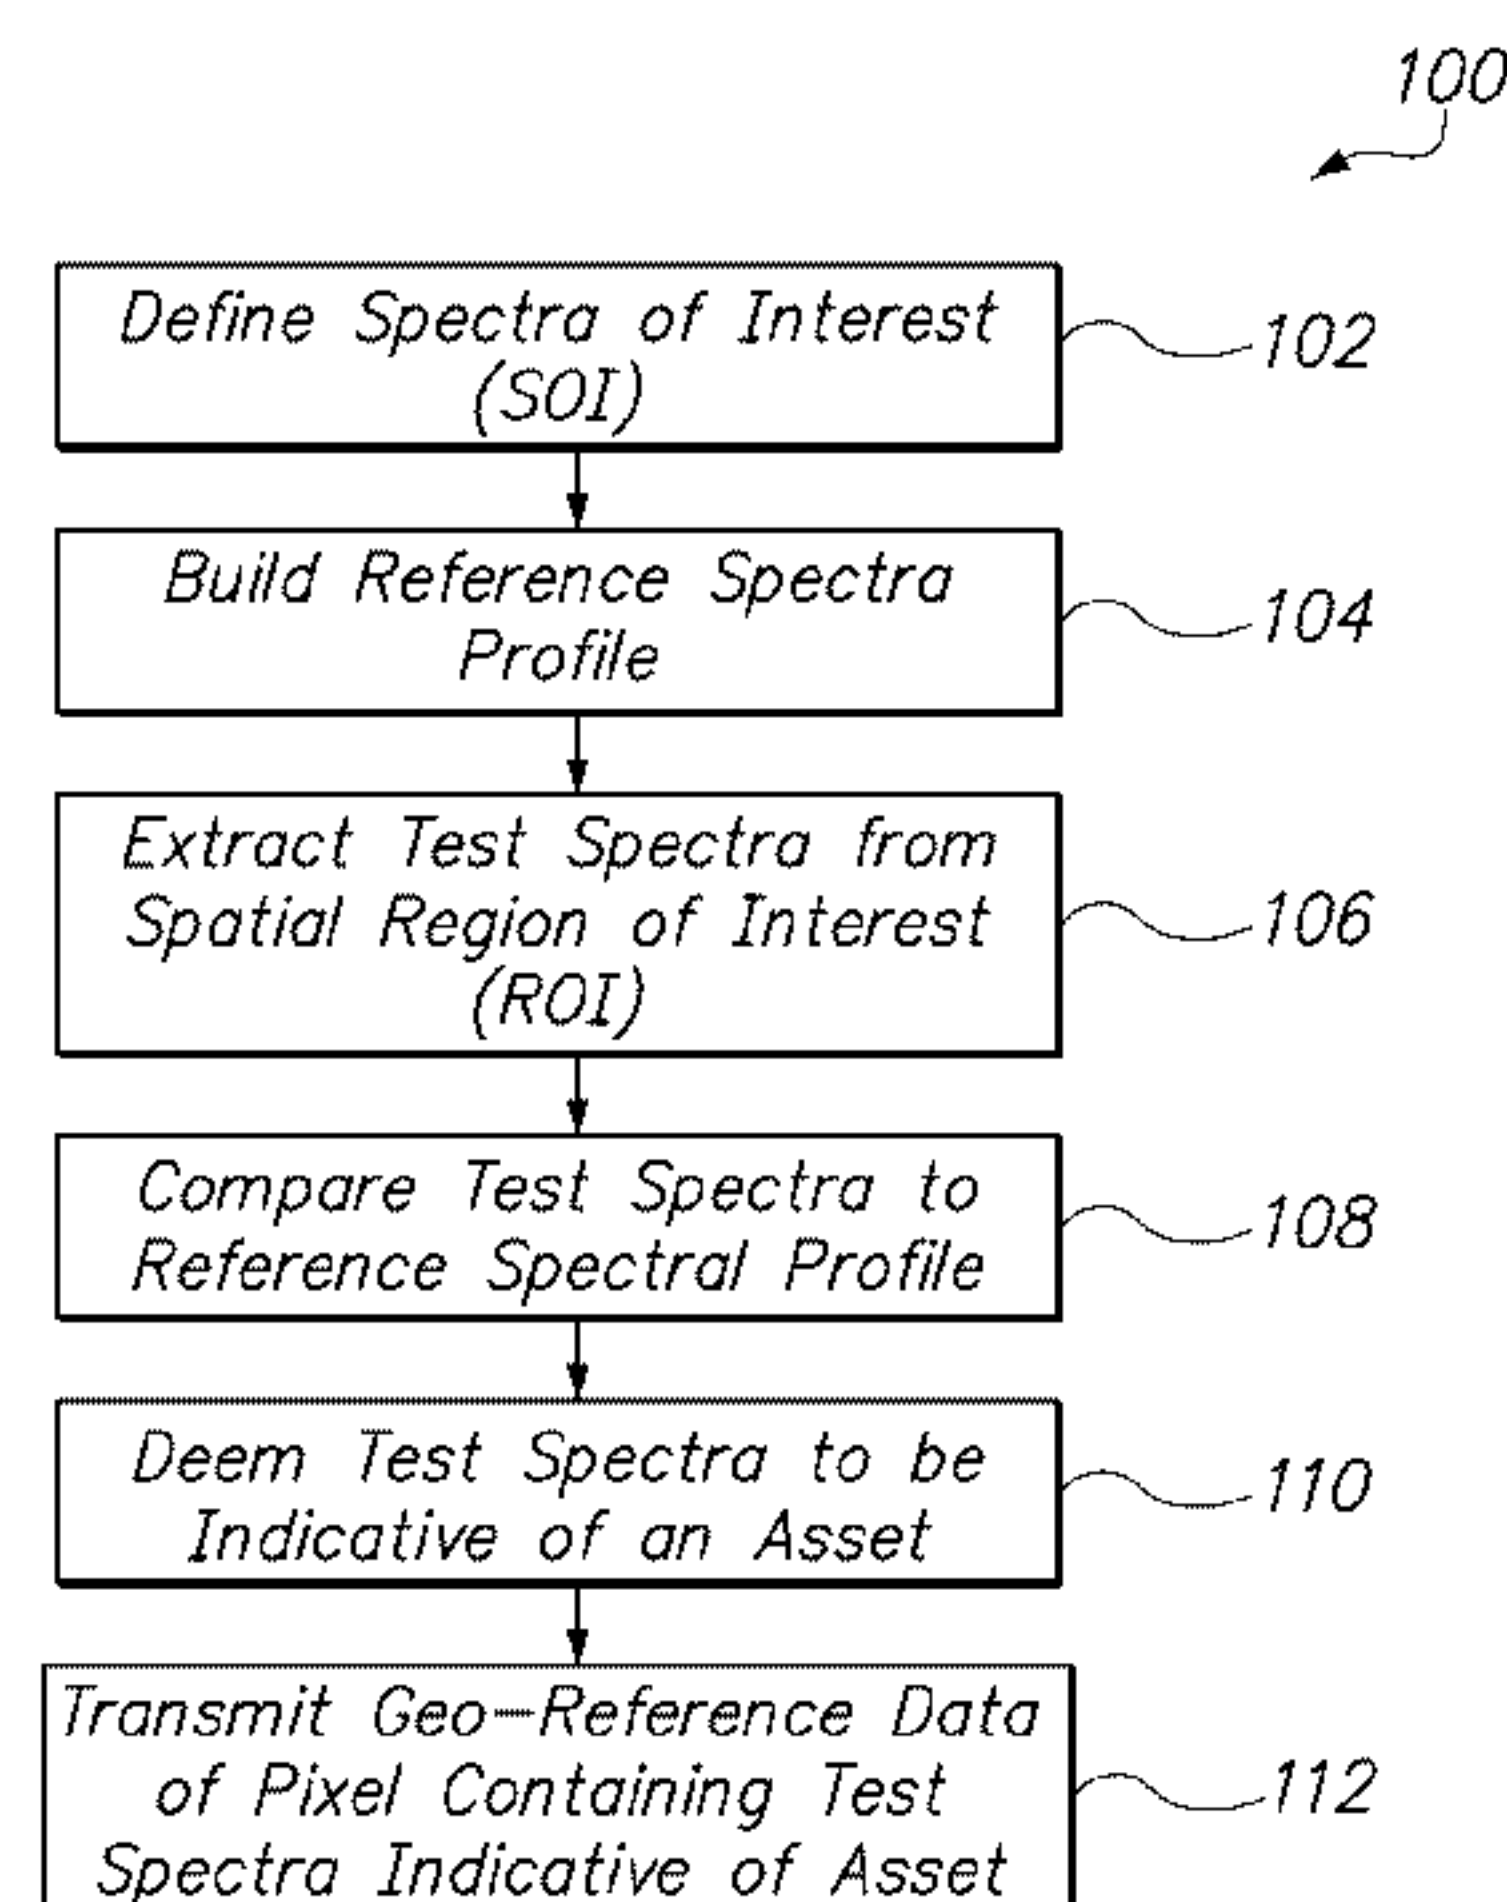 100
Define Spectra of Interest
(SOI)
102
Build Reference Spectra
Profile
104
Extract Test Spectra from
Spatial Region of Interest
(ROI)
106
Compare Test Spectra to
Reference Spectral Profile
108
Deem Test Spectra to be
Indicative of an Asset
110
Transmit Geo-Reference Data
of Pixel Containing Test
Spectra Indicative of Asset
112